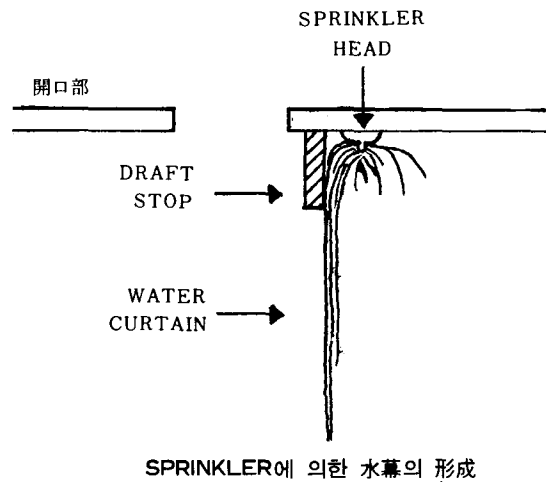 SPRINKLER
HEAD
開口部
DRAFT
STOP
WATER
CURTAIN
SPRINKLER에 의한 水幕의 形成